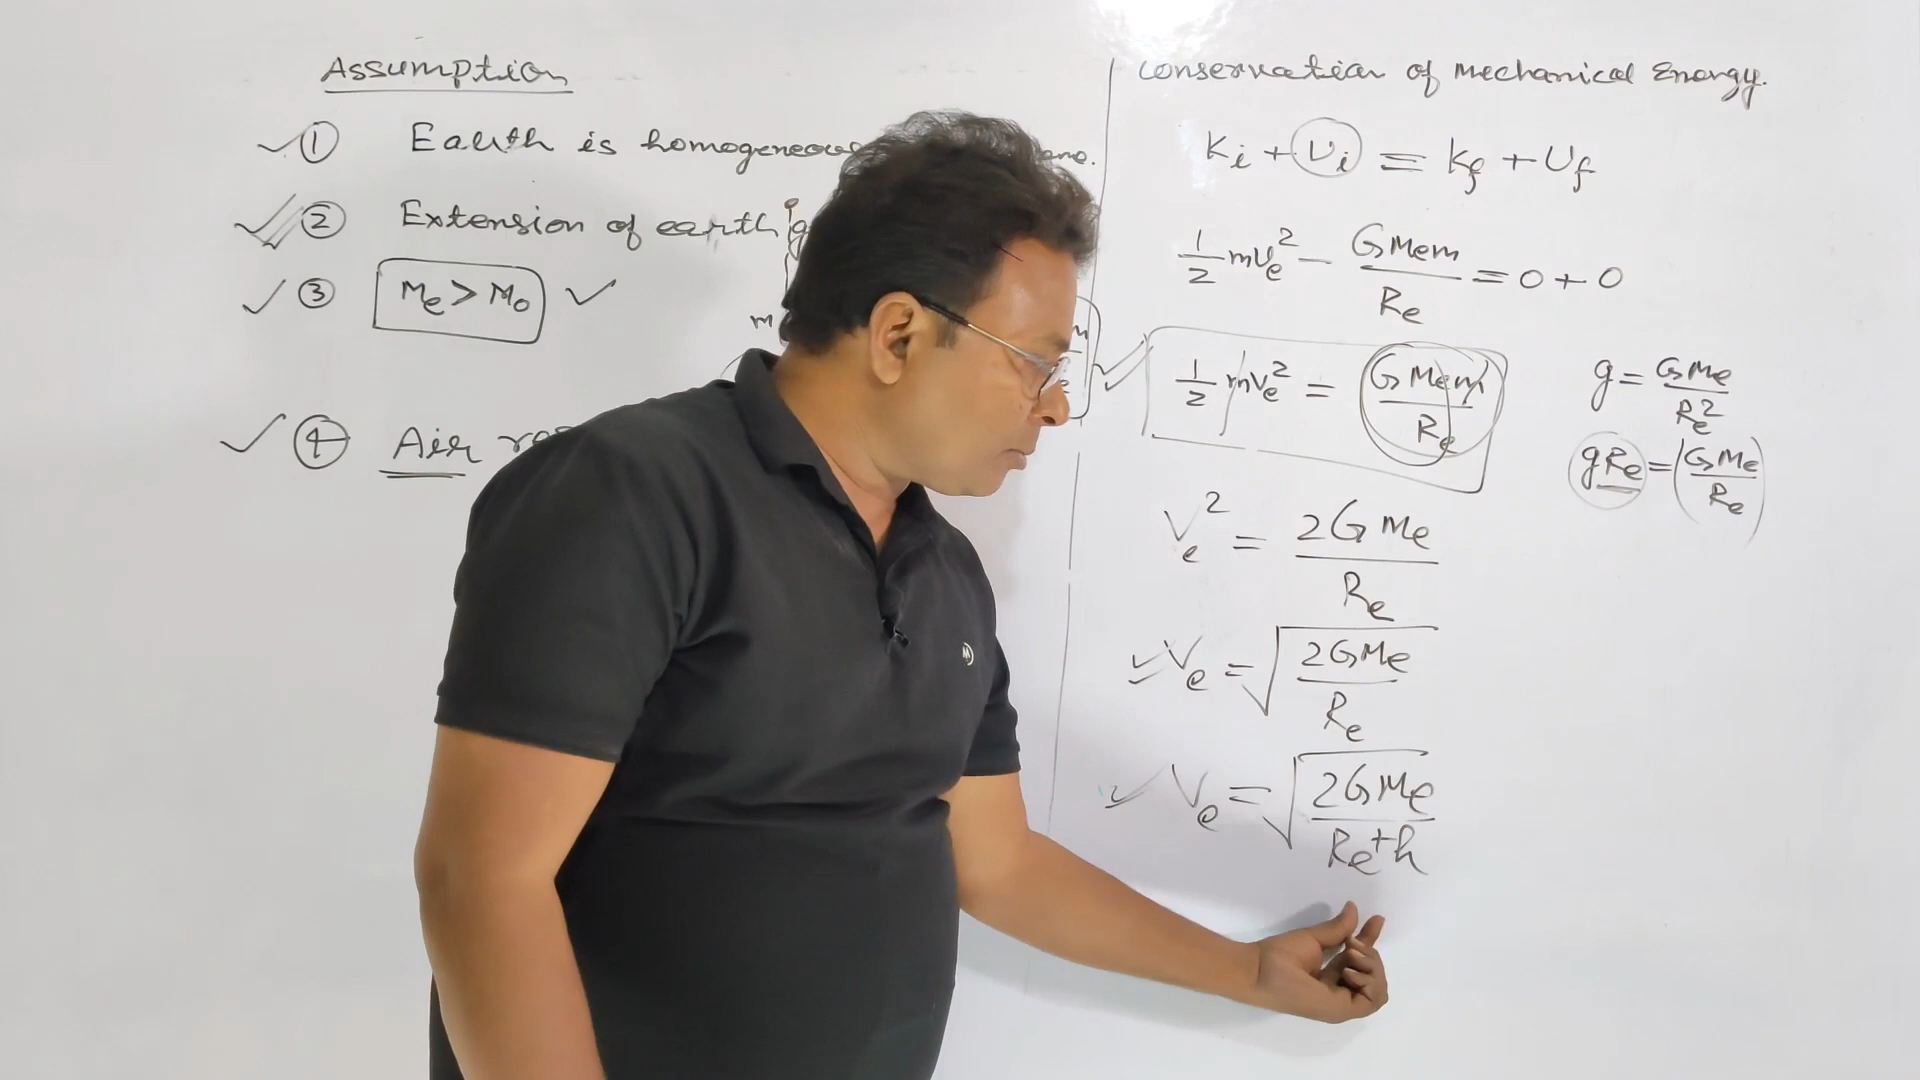 Assumption
① Earth is homogeneous
② Extension of earth
③ Me > Mo
④ Air
m
Conservation of Mechanical Energy.
Ki + Ui = Kf + Uf
1/2 mVe² - GMem/Re = 0 + 0
1/2 mVe² = GMem/Re
g = GMe/Re²
gRe = (GMe/Re)
Ve² = 2GMe/Re
Ve = √(2GMe/Re)
Ve = √(2GMe/Re+h)
M